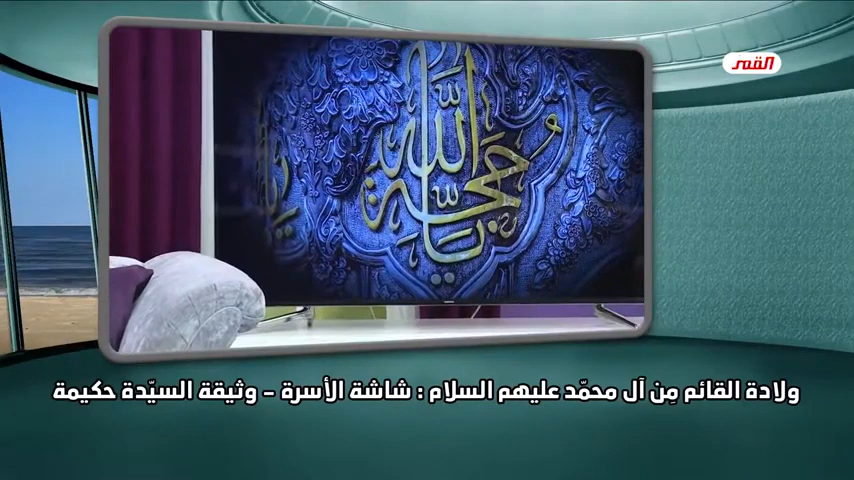 القمر
يا حجة الله
ولادة القائم مِن آل محمّد عليهم السلام : شاشة الأسرة - وثيقة السيّدة حكيمة